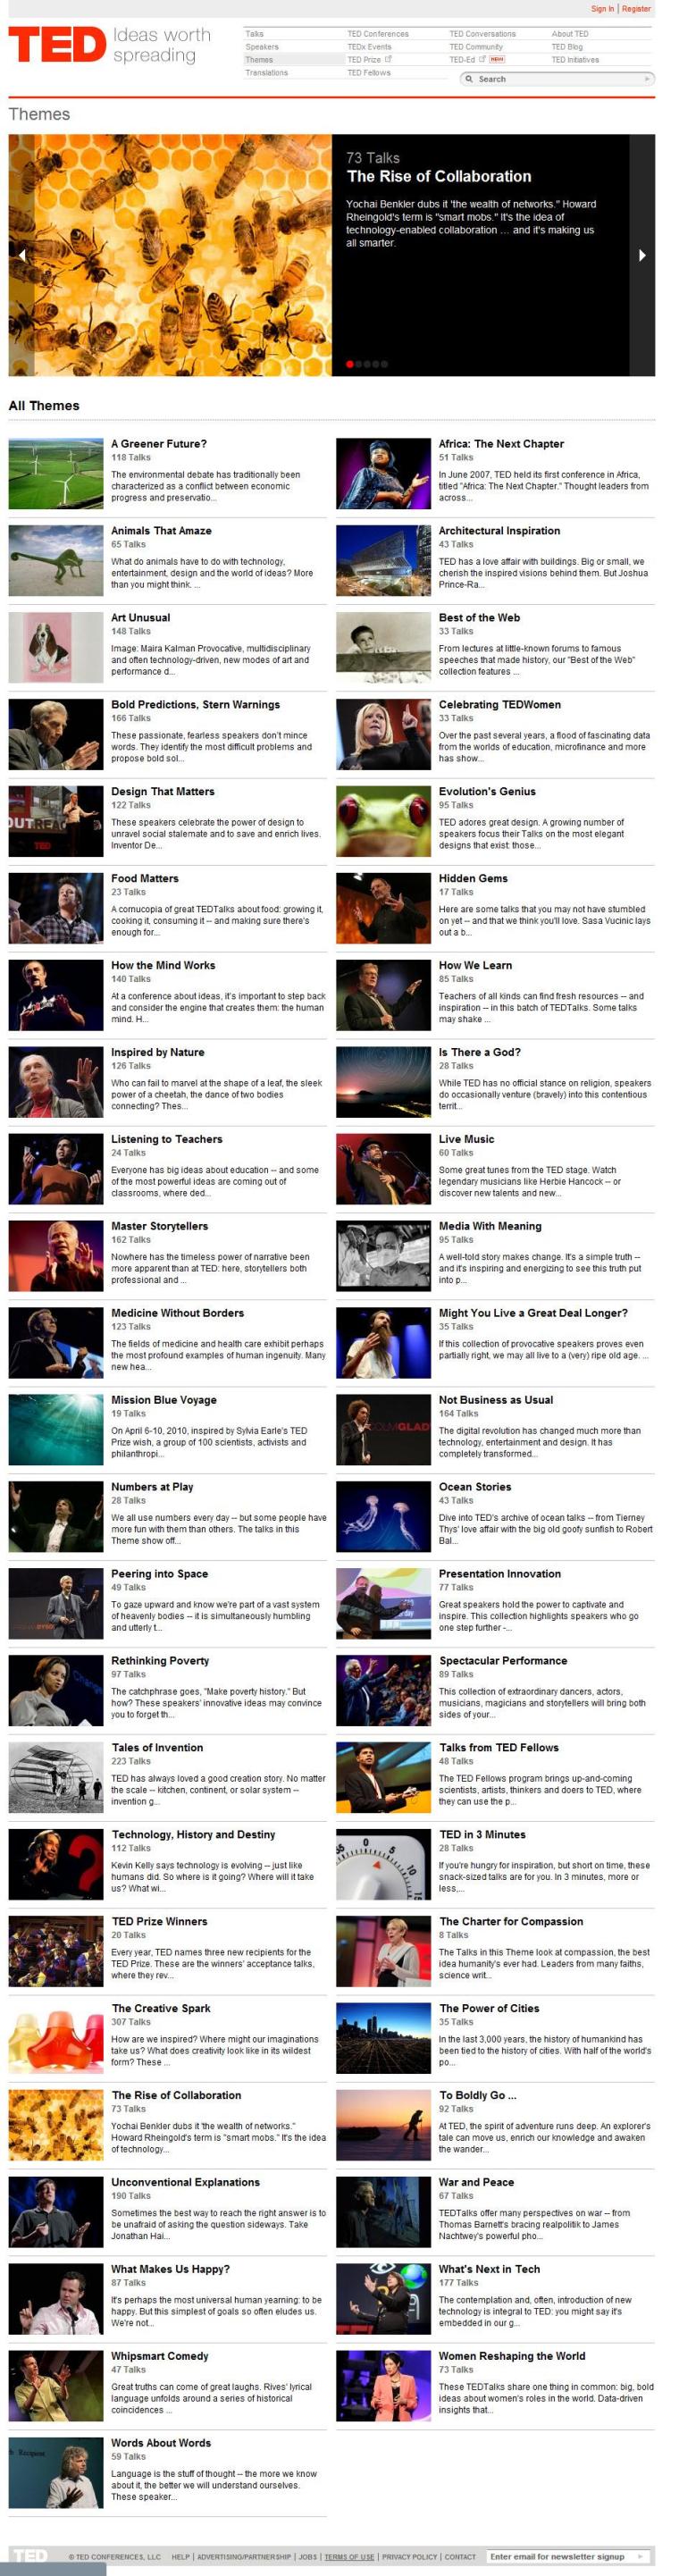 Sign In | Register
TED Ideas worth
spreading
Talks TED Conferences TED Conversations About TED
Speakers TEDx Events TED Community TED Blog
Themes TED Prize TED-Ed NEW! TED Initiatives
Translations TED Fellows
Search
Themes
73 Talks
The Rise of Collaboration
Yochai Benkler dubs it 'the wealth of networks." Howard
Rheingold's term is "smart mobs." It's the idea of
technology-enabled collaboration ... and it's making us
all smarter.
All Themes
A Greener Future?
118 Talks
The environmental debate has traditionally been
characterized as a conflict between economic
progress and preservatio...
Africa: The Next Chapter
51 Talks
In June 2007, TED held its first conference in Africa,
titled "Africa: The Next Chapter." Thought leaders from
across...
Animals That Amaze
65 Talks
What do animals have to do with technology,
entertainment, design and the world of ideas? More
than you might think. ...
Architectural Inspiration
43 Talks
TED has a love affair with buildings. Big or small, we
cherish the inspired visions behind them. But Joshua
Prince-Ra...
Art Unusual
148 Talks
Image: Maira Kalman Provocative, multidisciplinary
and often technology-driven, new modes of art and
performance d...
Best of the Web
33 Talks
From lectures at little-known forums to famous
speeches that made history, our "Best of the Web"
collection features ...
Bold Predictions, Stern Warnings
166 Talks
These passionate, fearless speakers don't mince
words. They identify the most difficult problems and
propose bold sol...
Celebrating TEDWomen
33 Talks
Over the past several years, a flood of fascinating data
from the worlds of education, microfinance and more
has show...
Design That Matters
122 Talks
These speakers celebrate the power of design to
unravel social stalemate and to save and enrich lives.
Inventor De...
Evolution's Genius
95 Talks
TED adores great design. A growing number of
speakers focus their Talks on the most elegant
designs that exist: those...
Food Matters
23 Talks
A cornucopia of great TEDTalks about food: growing it,
cooking it, consuming it -- and making sure there's
enough for...
Hidden Gems
17 Talks
Here are some talks that you may not have stumbled
on yet -- and that we think you'll love. Sasa Vucinic lays
out a b...
How the Mind Works
140 Talks
At a conference about ideas, it's important to step back
and consider the engine that creates them: the human
mind. H...
How We Learn
85 Talks
Teachers of all kinds can find fresh resources -- and
inspiration -- in this batch of TEDTalks. Some talks
may shake ...
Inspired by Nature
126 Talks
Who can fail to marvel at the shape of a leaf, the sleek
power of a cheetah, the dance of two bodies
connecting? Thes...
Is There a God?
28 Talks
While TED has no official stance on religion, speakers
do occasionally venture (bravely) into this contentious
territ...
Listening to Teachers
24 Talks
Everyone has big ideas about education -- and some
of the most powerful ideas are coming out of
classrooms, where ded...
Live Music
60 Talks
Some great tunes from the TED stage. Watch
legendary musicians like Herbie Hancock -- or
discover new talents and new...
Master Storytellers
162 Talks
Nowhere has the timeless power of narrative been
more apparent than at TED: here, storytellers both
professional and ...
Media With Meaning
95 Talks
A well-told story makes change. It's a simple truth --
and it's inspiring and energizing to see this truth put
into p...
Medicine Without Borders
123 Talks
The fields of medicine and health care exhibit perhaps
the most profound examples of human ingenuity. Many
new hea...
Might You Live a Great Deal Longer?
35 Talks
If this collection of provocative speakers proves even
partially right, we may all live to a (very) ripe old age. ...
Mission Blue Voyage
19 Talks
On April 6-10, 2010, inspired by Sylvia Earle's TED
Prize wish, a group of 100 scientists, activists and
philanthropi...
Not Business as Usual
164 Talks
The digital revolution has changed much more than
technology, entertainment and design. It has
completely transformed...
Numbers at Play
28 Talks
We all use numbers every day -- but some people have
more fun with them than others. The talks in this
Theme show off...
Ocean Stories
43 Talks
Dive into TED's archive of ocean talks -- from Tierney
Thys' love affair with the big old goofy sunfish to Robert
Bal...
Peering into Space
49 Talks
To gaze upward and know we're part of a vast system
of heavenly bodies -- it is simultaneously humbling
and utterly t...
Presentation Innovation
77 Talks
Great speakers hold the power to captivate and
inspire. This collection highlights speakers who go
one step further -...
Rethinking Poverty
97 Talks
The catchphrase goes, "Make poverty history." But
how? These speakers' innovative ideas may convince
you to forget th...
Spectacular Performance
89 Talks
This collection of extraordinary dancers, actors,
musicians, magicians and storytellers will bring both
sides of your...
Tales of Invention
223 Talks
TED has always loved a good creation story. No matter
the scale -- kitchen, continent, or solar system --
invention g...
Talks from TED Fellows
48 Talks
The TED Fellows program brings up-and-coming
scientists, artists, thinkers and doers to TED, where
they can use the p...
Technology, History and Destiny
112 Talks
Kevin Kelly says technology is evolving -- just like
humans did. So where is it going? Where will it take
us? What wi...
TED in 3 Minutes
28 Talks
If you're hungry for inspiration, but short on time, these
snack-sized talks are for you. In 3 minutes, more or
less,...
TED Prize Winners
20 Talks
Every year, TED names three new recipients for the
TED Prize. These are the winners' acceptance talks,
where they rev...
The Charter for Compassion
8 Talks
The Talks in this Theme look at compassion, the best
idea humanity's ever had. Leaders from many faiths,
science writ...
The Creative Spark
307 Talks
How are we inspired? Where might our imaginations
take us? What does creativity look like in its wildest
form? These ...
The Power of Cities
35 Talks
In the last 3,000 years, the history of humankind has
been tied to the history of cities. With half of the world's
po...
The Rise of Collaboration
73 Talks
Yochai Benkler dubs it 'the wealth of networks."
Howard Rheingold's term is "smart mobs." It's the idea
of technology...
To Boldly Go ...
92 Talks
At TED, the spirit of adventure runs deep. An explorer's
tale can move us, enrich our knowledge and awaken
the wander...
Unconventional Explanations
190 Talks
Sometimes the best way to reach the right answer is to
be unafraid of asking the question sideways. Take
Jonathan Hai...
War and Peace
67 Talks
TEDTalks offer many perspectives on war -- from
Thomas Barnett's bracing realpolitik to James
Nachtwey's powerful pho...
What Makes Us Happy?
87 Talks
It's perhaps the most universal human yearning: to be
happy. But this simplest of goals so often eludes us.
We're not...
What's Next in Tech
177 Talks
The contemplation and, often, introduction of new
technology is integral to TED: you might say it's
embedded in our g...
Whipsmart Comedy
47 Talks
Great truths can come of great laughs. Rives' lyrical
language unfolds around a series of historical
coincidences ...
Women Reshaping the World
73 Talks
These TEDTalks share one thing in common: big, bold
ideas about women's roles in the world. Data-driven
insights that...
Words About Words
59 Talks
Language is the stuff of thought -- the more we know
about it, the better we will understand ourselves.
These speaker...
TED © TED CONFERENCES, LLC HELP | ADVERTISING/PARTNERSHIP | JOBS | TERMS OF USE | PRIVACY POLICY | CONTACT Enter email for newsletter signup